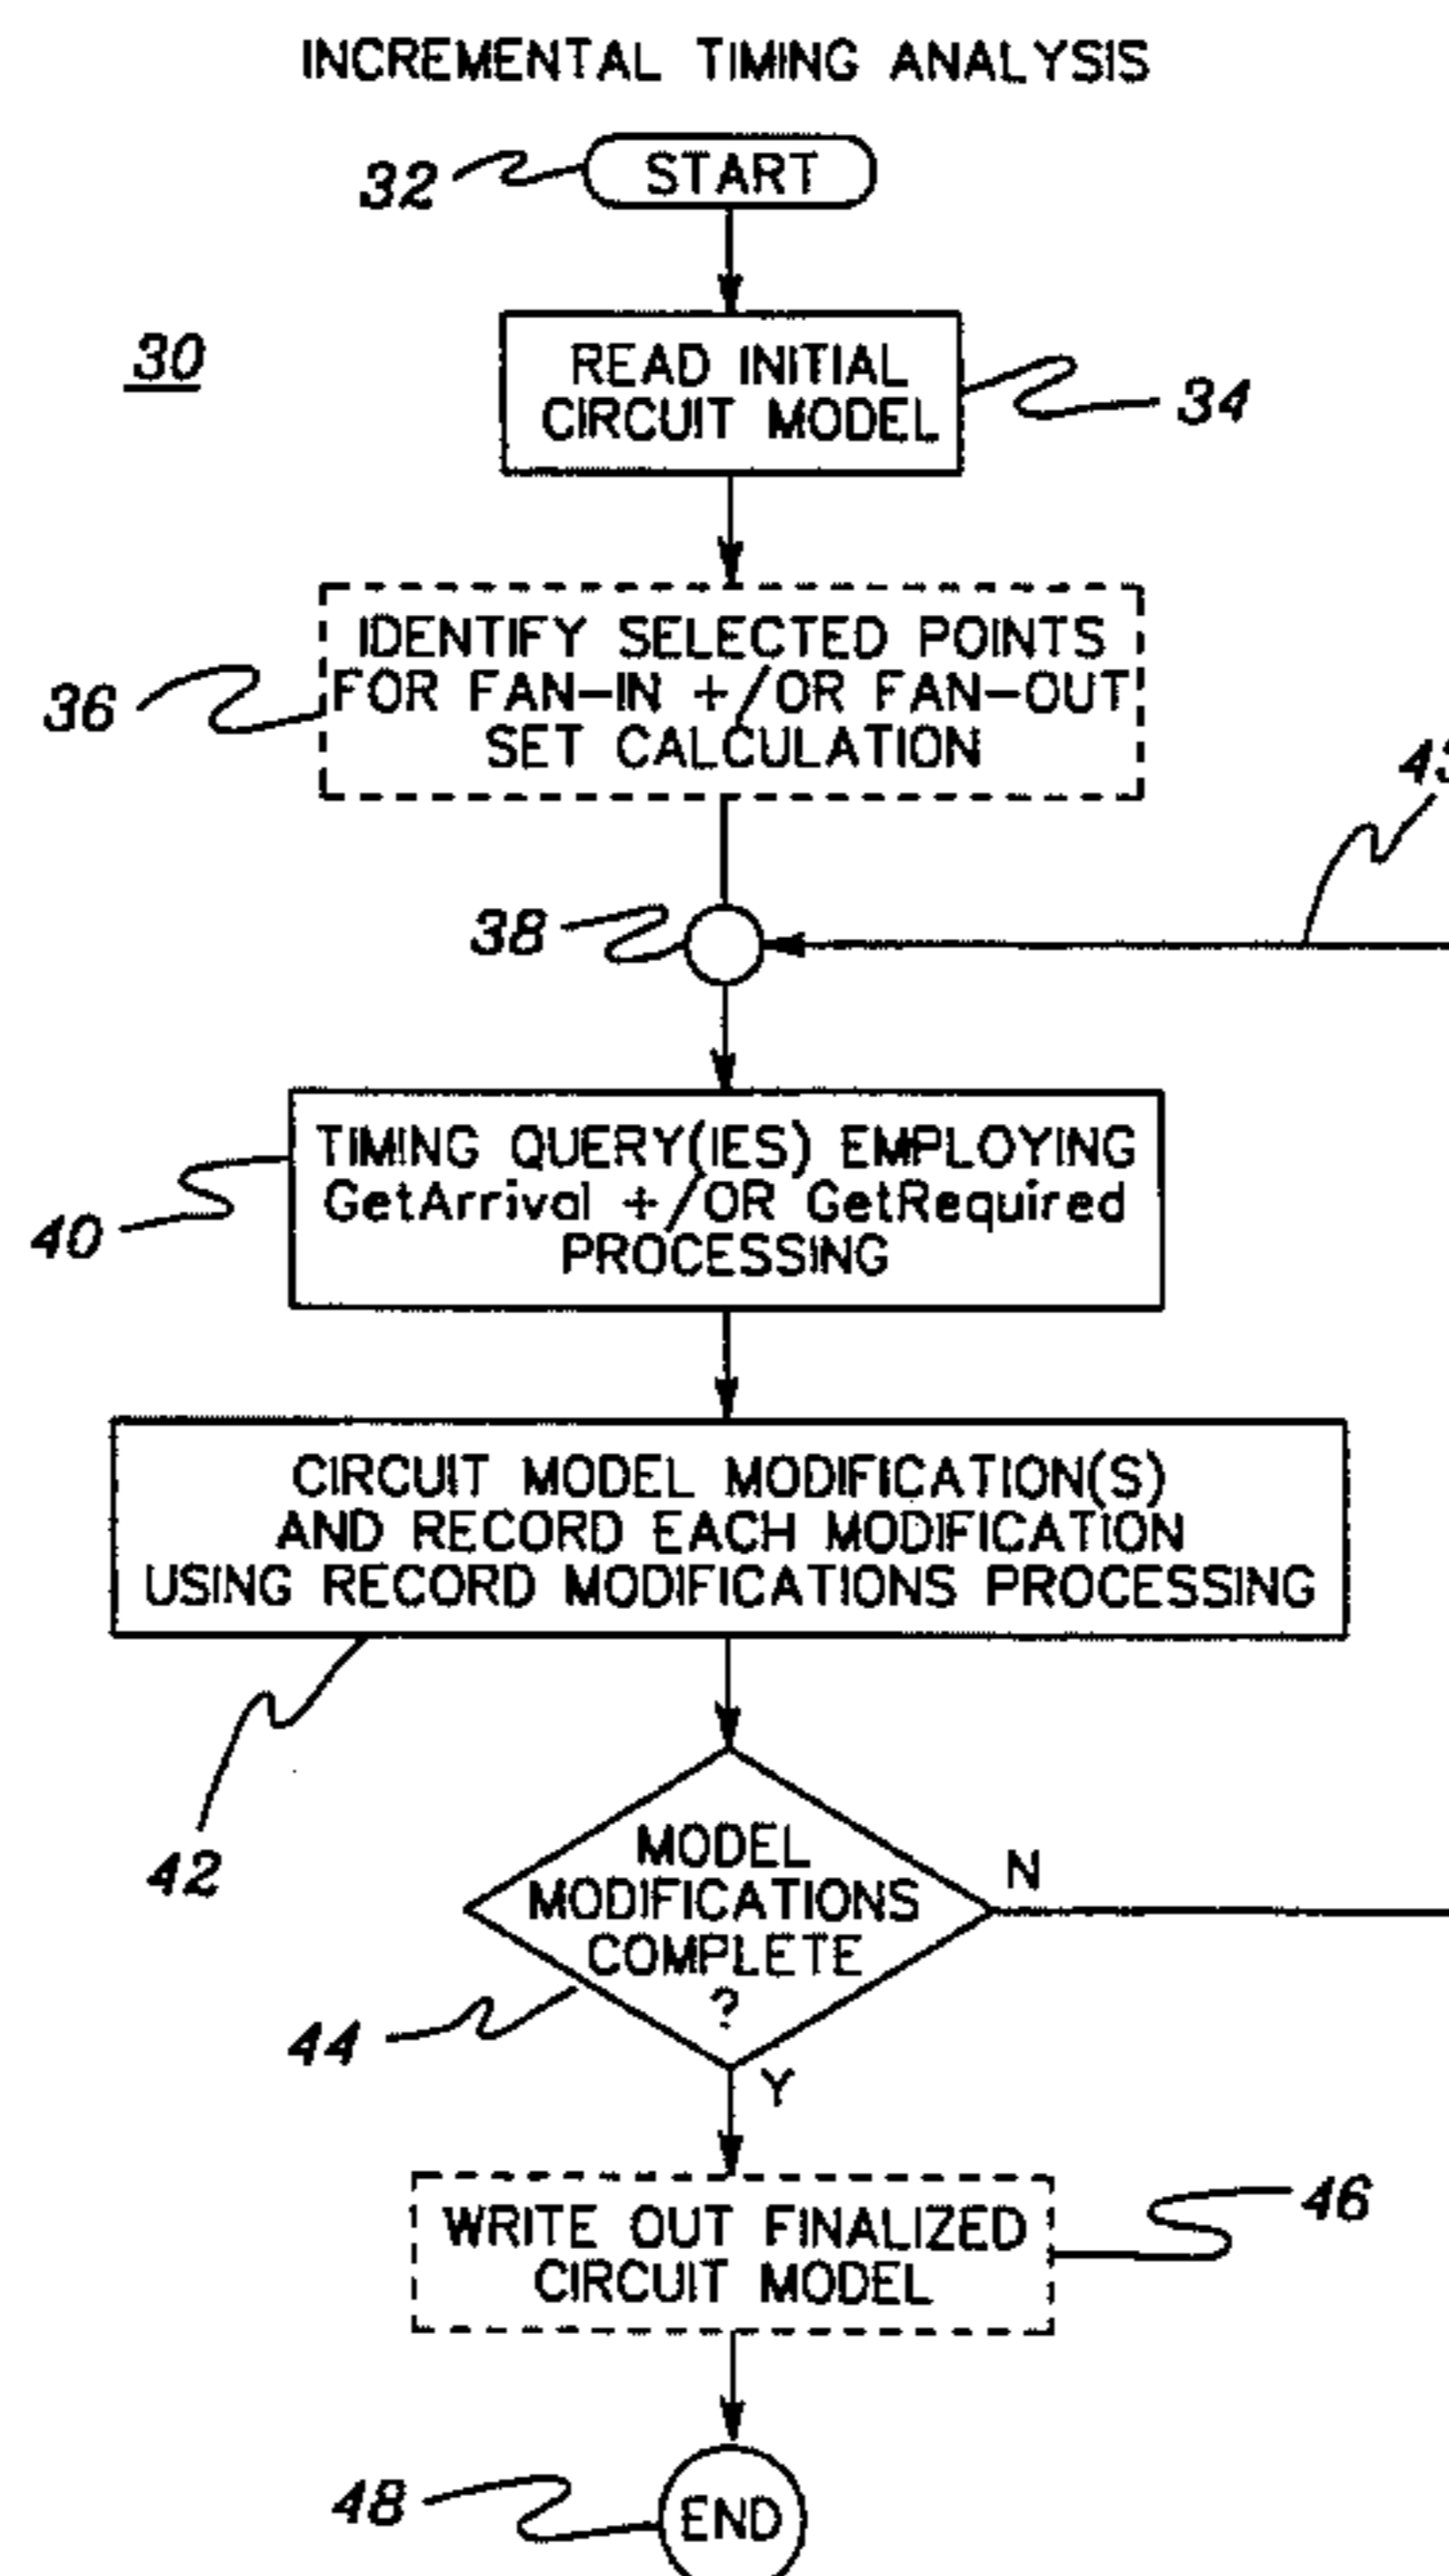 INCREMENTAL TIMING ANALYSIS
32
START
30
READ INITIAL
CIRCUIT MODEL
34
IDENTIFY SELECTED POINTS
FOR FAN-IN +/OR FAN-OUT
SET CALCULATION
36
43
38
TIMING QUERY(IES) EMPLOYING
GetArrival +/OR GetRequired
PROCESSING
40
CIRCUIT MODEL MODIFICATION(S)
AND RECORD EACH MODIFICATION
USING RECORD MODIFICATIONS PROCESSING
42
MODEL
MODIFICATIONS
COMPLETE
?
N
44
Y
WRITE OUT FINALIZED
CIRCUIT MODEL
46
48
END